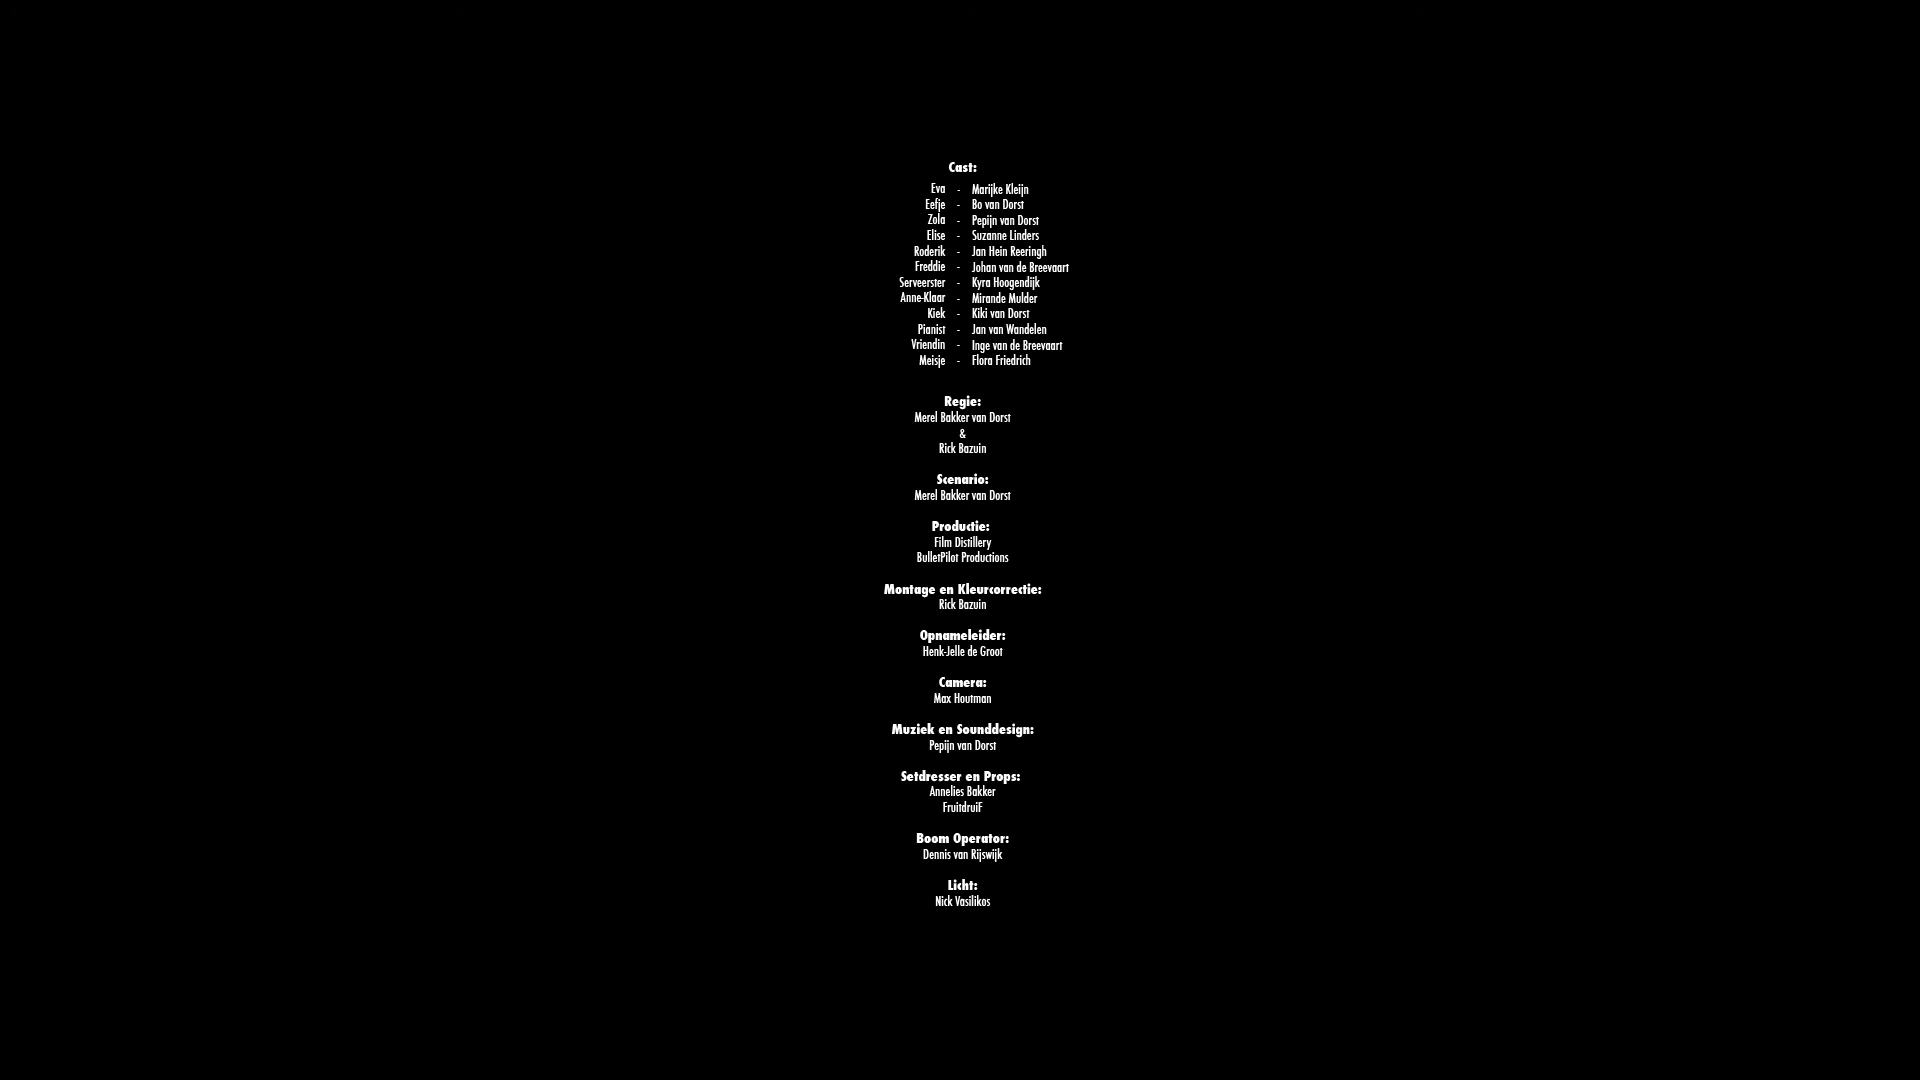 Cast:
Eva - Marijke Kleijn
Eefje - Bo van Dorst
Zola - Pepijn van Dorst
Elise - Suzanne Linders
Roderik - Jan Hein Reeringh
Freddie - Johan van de Breevaart
Serveerster - Kyra Hoogendijk
Anne-Klaar - Mirande Mulder
Kiek - Kiki van Dorst
Pianist - Jan van Wandelen
Vriendin - Inge van de Breevaart
Meisje - Flora Friedrich
Regie:
Merel Bakker van Dorst
&
Rick Bazuin
Scenario:
Merel Bakker van Dorst
Productie:
Film Distillery
BulletPilot Productions
Montage en Kleurcorrectie:
Rick Bazuin
Opnameleider:
Henk-Jelle de Groot
Camera:
Max Houtman
Muziek en Sounddesign:
Pepijn van Dorst
Setdresser en Props:
Annelies Bakker
FruitdruiF
Boom Operator:
Dennis van Rijswijk
Licht:
Nick Vasilikos